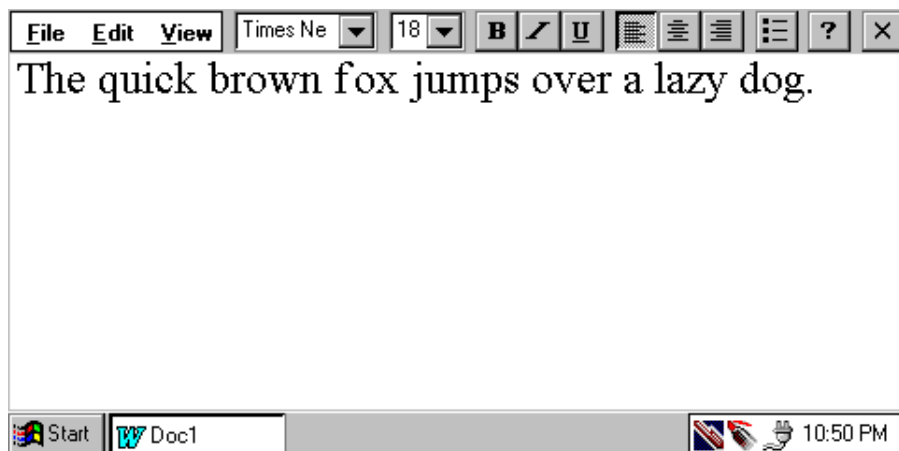 File Edit View Times Ne 18 B I U ? ×
The quick brown fox jumps over a lazy dog.
Start W Doc1 10:50 PM